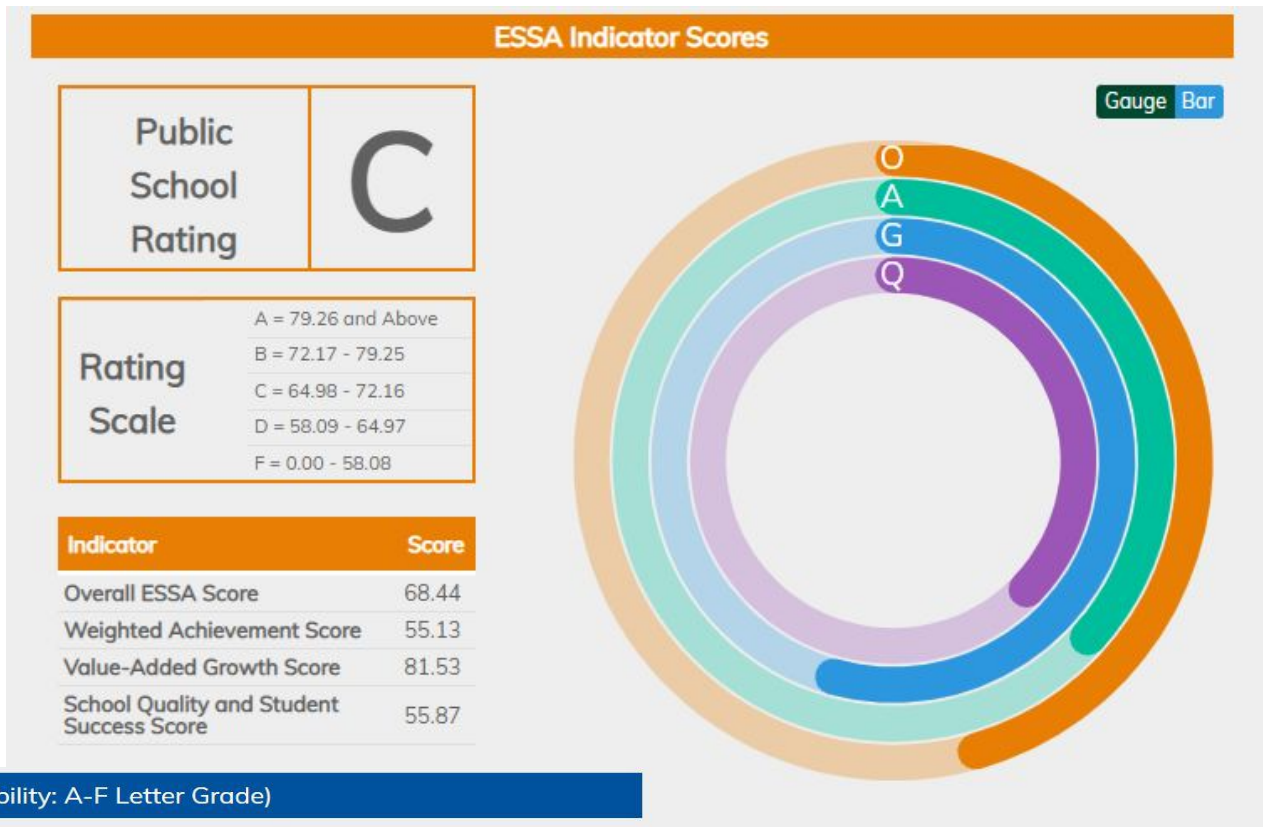 ESSA Indicator Scores
Gauge Bar
Public
School
Rating
C
Rating
Scale
A = 79.26 and Above
B = 72.17 - 79.25
C = 64.98 - 72.16
D = 58.09 - 64.97
F = 0.00 - 58.08
Indicator Score
Overall ESSA Score 68.44
Weighted Achievement Score 55.13
Value-Added Growth Score 81.53
School Quality and Student
Success Score 55.87
O
A
G
Q
A-F Letter Grade)